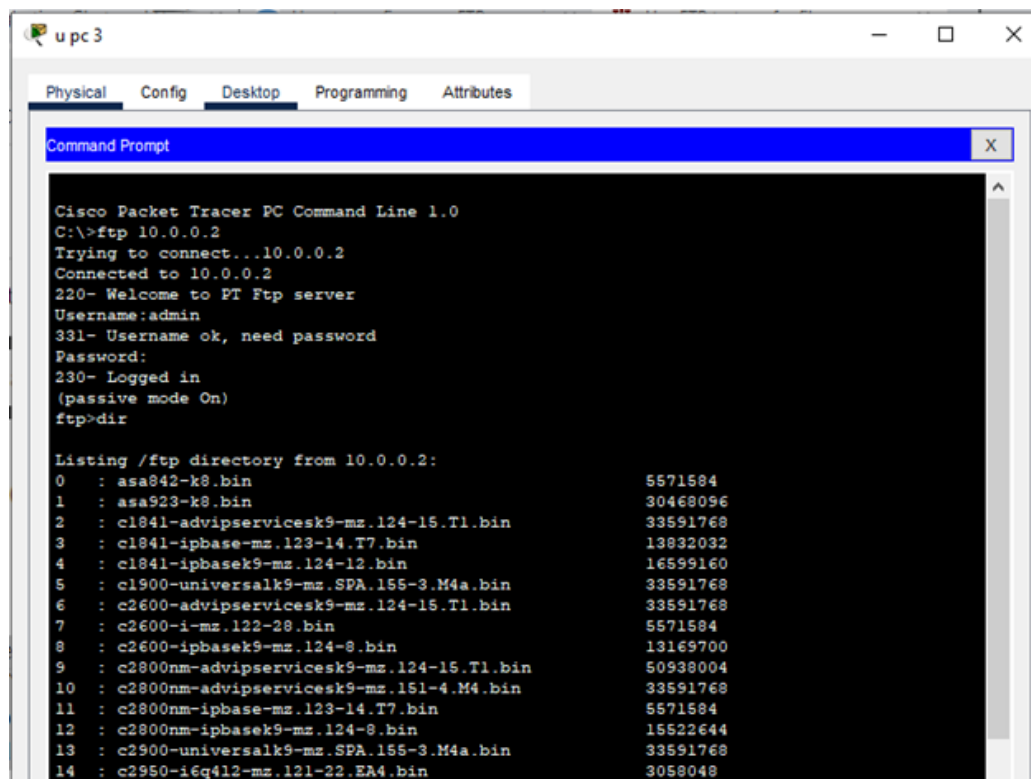 u pc 3
Physical Config Desktop Programming Attributes
Command Prompt X
Cisco Packet Tracer PC Command Line 1.0
C:\>ftp 10.0.0.2
Trying to connect...10.0.0.2
Connected to 10.0.0.2
220- Welcome to PT Ftp server
Username:admin
331- Username ok, need password
Password:
230- Logged in
(passive mode On)
ftp>dir
Listing /ftp directory from 10.0.0.2:
0 : asa842-k8.bin 5571584
1 : asa923-k8.bin 30468096
2 : c1841-advipservicesk9-mz.124-15.T1.bin 33591768
3 : c1841-ipbase-mz.123-14.T7.bin 13832032
4 : c1841-ipbasek9-mz.124-12.bin 16599160
5 : c1900-universalk9-mz.SPA.155-3.M4a.bin 33591768
6 : c2600-advipservicesk9-mz.124-15.T1.bin 33591768
7 : c2600-i-mz.122-28.bin 5571584
8 : c2600-ipbasek9-mz.124-8.bin 13169700
9 : c2800nm-advipservicesk9-mz.124-15.T1.bin 50938004
10 : c2800nm-advipservicesk9-mz.151-4.M4.bin 33591768
11 : c2800nm-ipbase-mz.123-14.T7.bin 5571584
12 : c2800nm-ipbasek9-mz.124-8.bin 15522644
13 : c2900-universalk9-mz.SPA.155-3.M4a.bin 33591768
14 : c2950-i6q4l2-mz.121-22.EA4.bin 3058048